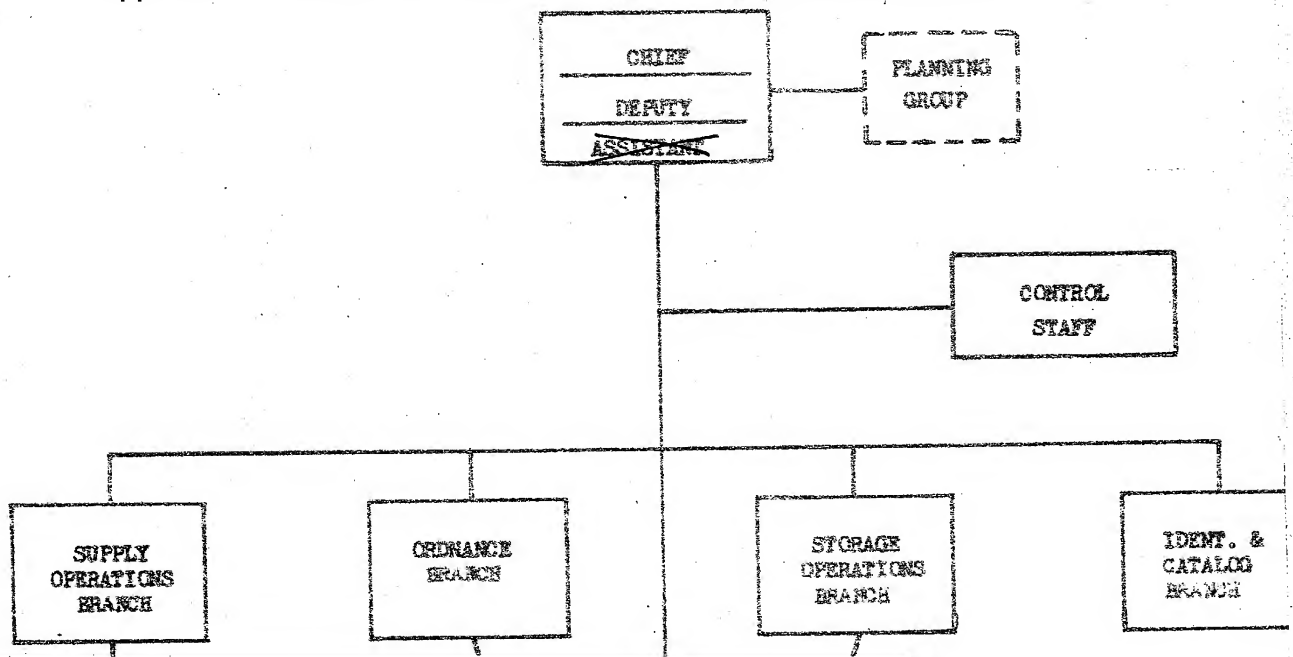 CHIEF
DEPUTY
ASSISTANT
PLANNING
GROUP
CONTROL
STAFF
SUPPLY
OPERATIONS
BRANCH
ORDNANCE
BRANCH
STORAGE
OPERATIONS
BRANCH
IDENT. &
CATALOG
BRANCH